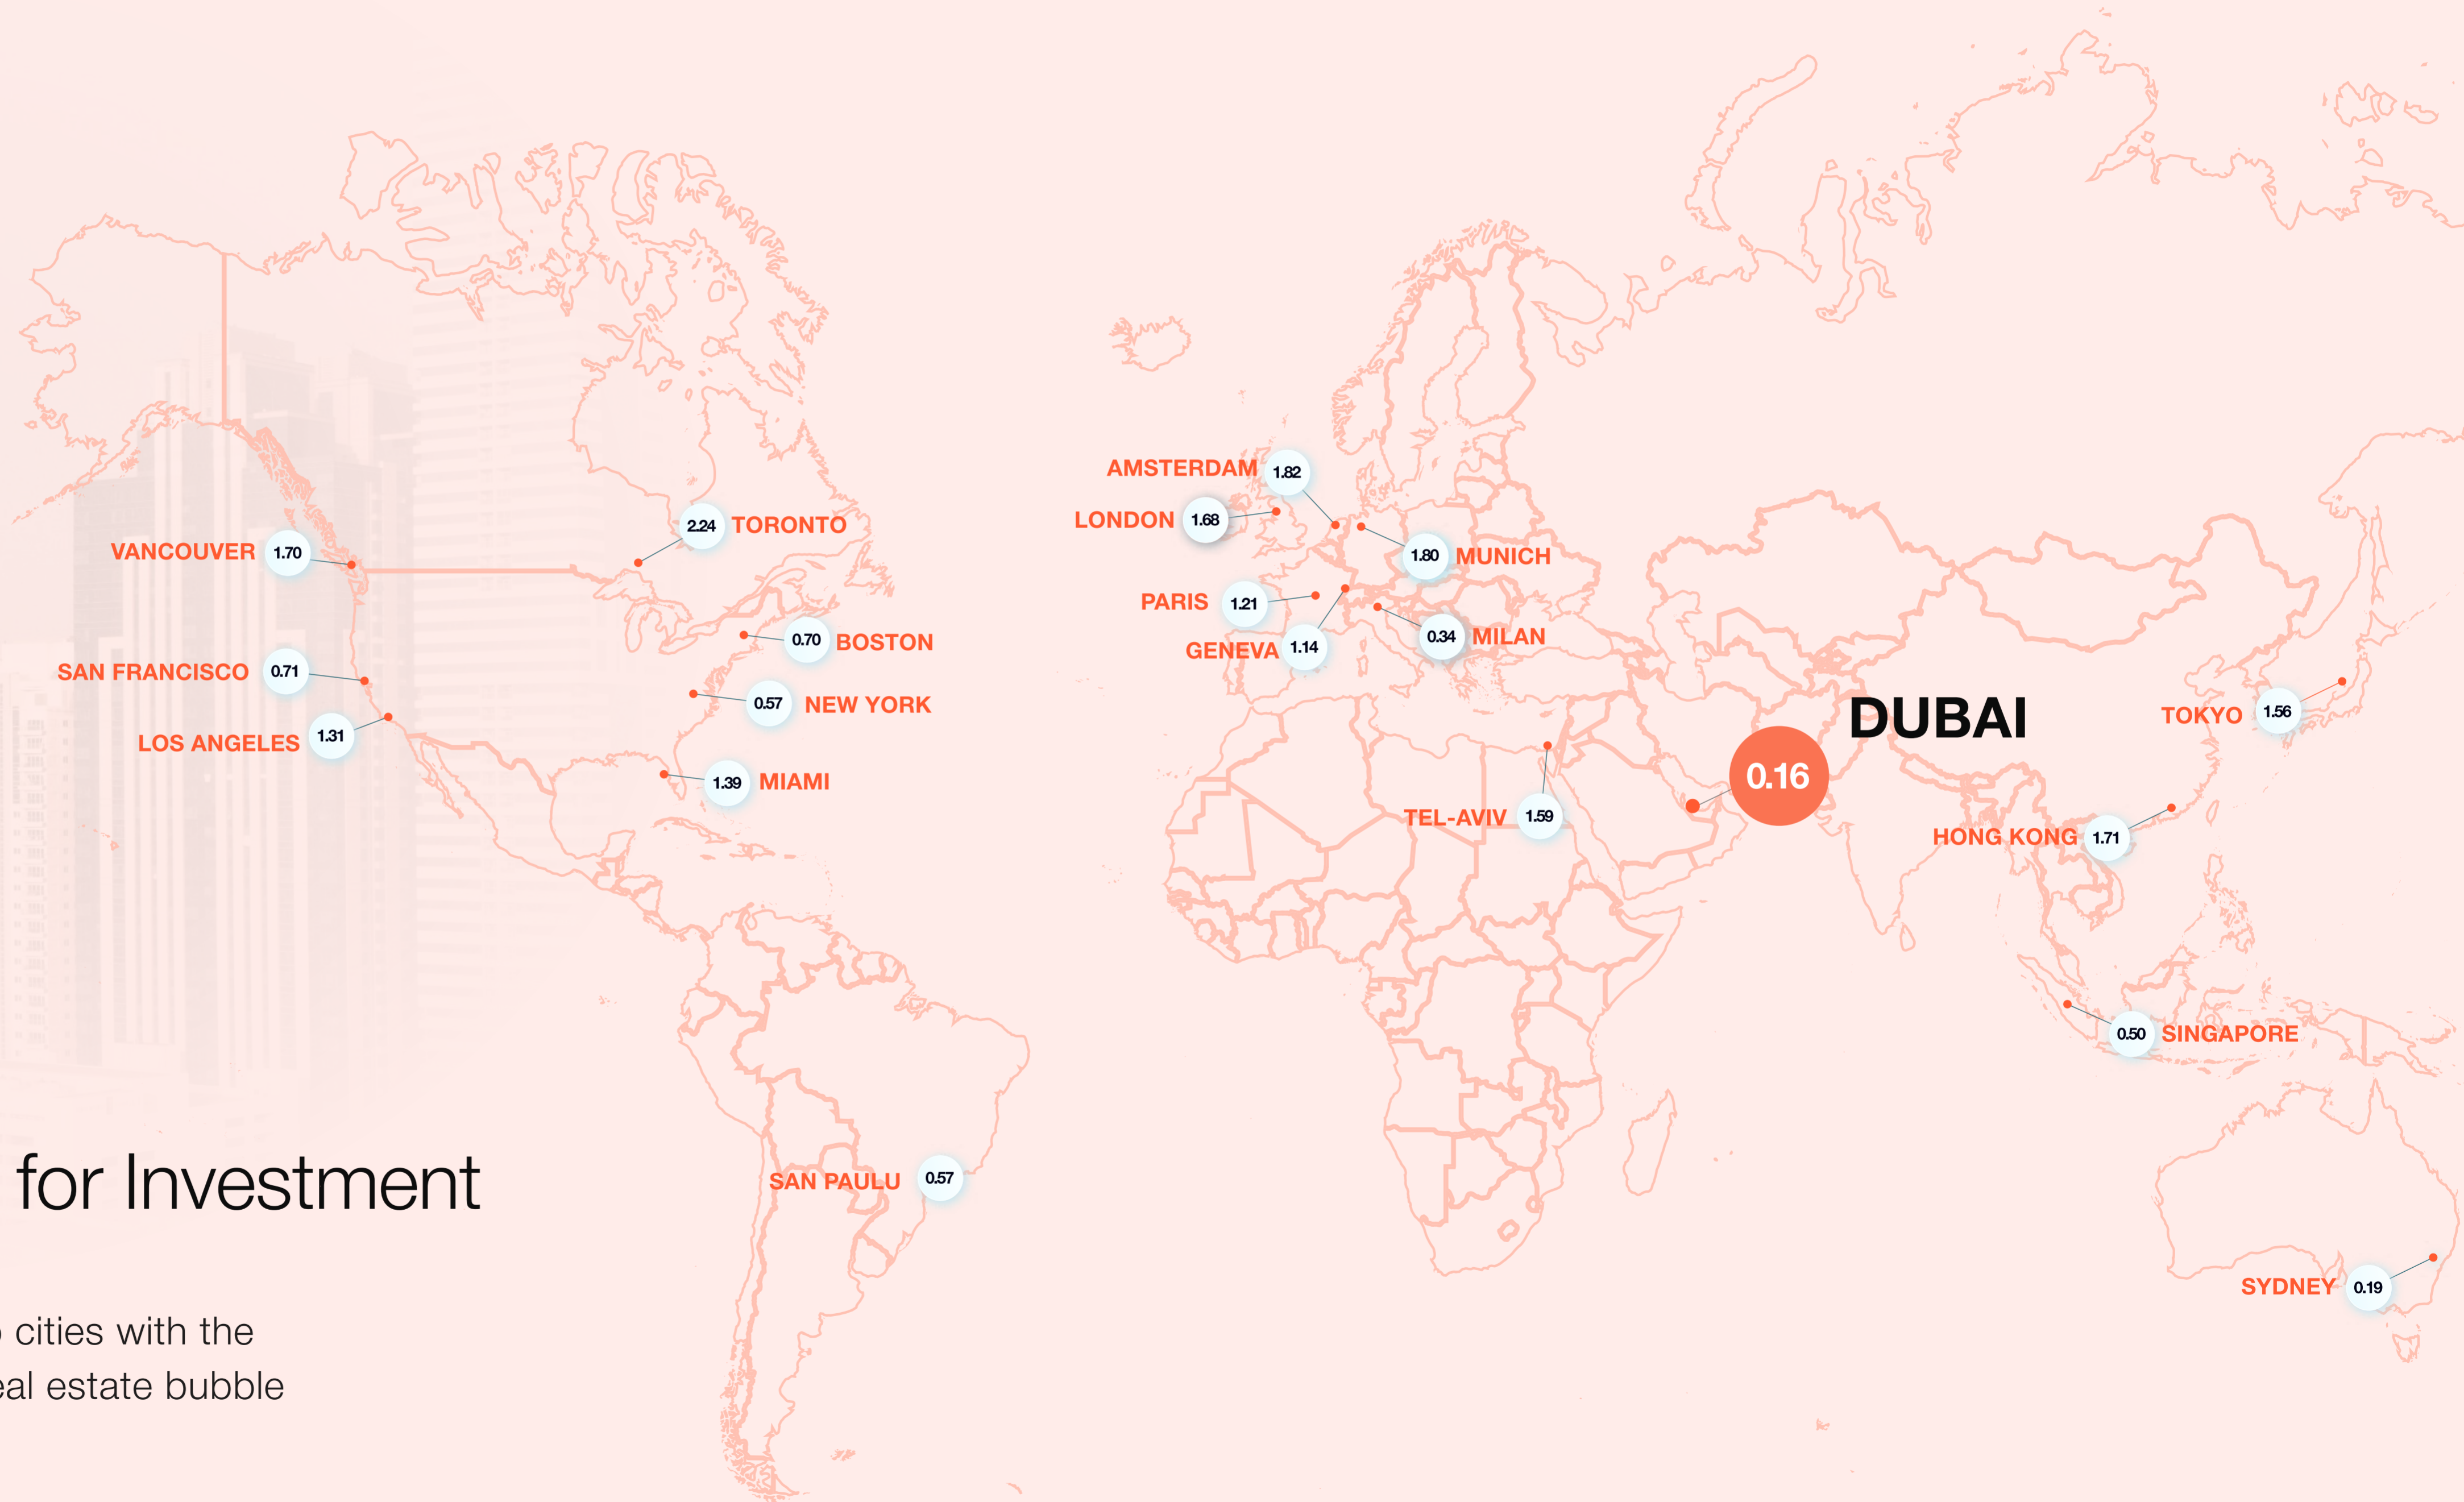 AMSTERDAM 1.82
LONDON 1.68
2.24 TORONTO
VANCOUVER 1.70
1.80 MUNICH
PARIS 1.21
0.70 BOSTON
0.34 MILAN
GENEVA 1.14
SAN FRANCISCO 0.71
0.57 NEW YORK
DUBAI
0.16
TOKYO 1.56
LOS ANGELES 1.31
1.39 MIAMI
TEL-AVIV 1.59
HONG KONG 1.71
0.50 SINGAPORE
SAN PAULU 0.57
SYDNEY 0.19
for Investment
cities with the
estate bubble